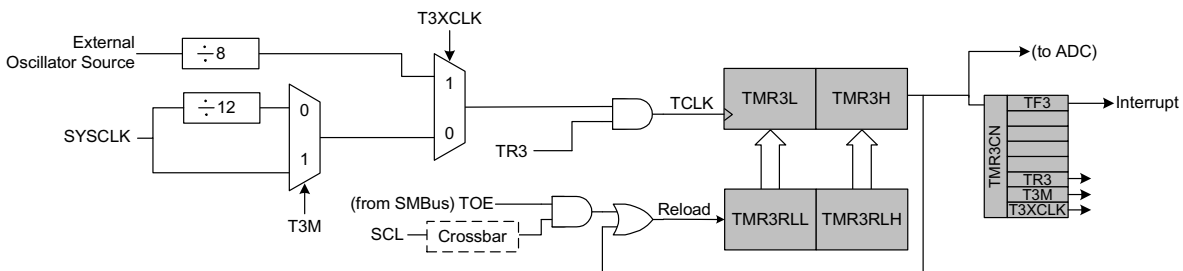 T3XCLK
External
Oscillator Source
÷8
1
0
÷12
0
1
SYSCLK
T3M
TR3
TCLK
TMR3L
TMR3H
(to ADC)
TMR3CN
TF3
Interrupt
TR3
T3M
T3XCLK
(from SMBus) TOE
SCL
Crossbar
Reload
TMR3RLL
TMR3RLH